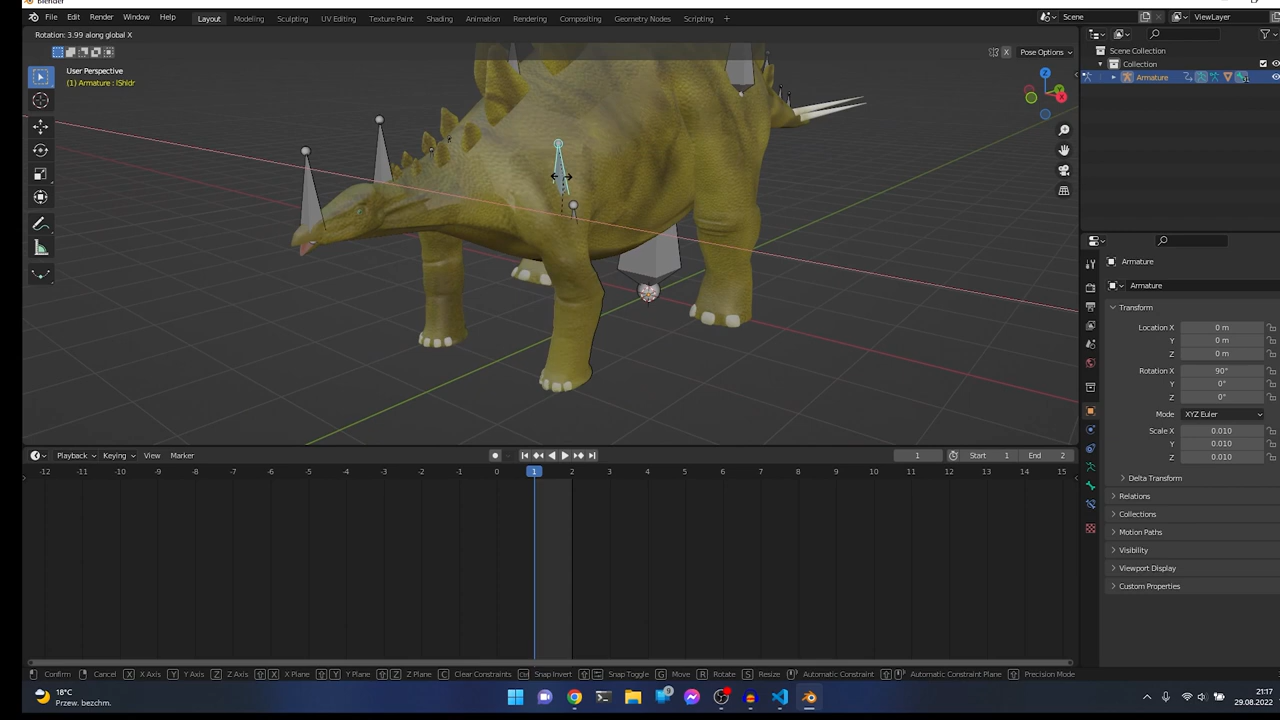 Blender
File Edit Render Window Help Layout Modeling Sculpting UV Editing Texture Paint Shading Animation Rendering Compositing Geometry Nodes Scripting + Scene ViewLayer
Rotation: 3.99 along global X
X Pose Options
User Perspective
(1) Armature : lShldr
Z
Y
X
Scene Collection
Collection
Armature
Armature
Armature
Transform
Location X 0 m
Y 0 m
Z 0 m
Rotation X 90°
Y 0°
Z 0°
Mode XYZ Euler
Scale X 0.010
Y 0.010
Z 0.010
Delta Transform
Relations
Collections
Motion Paths
Visibility
Viewport Display
Custom Properties
Playback Keying View Marker 1 Start 1 End 2
-12 -11 -10 -9 -8 -7 -6 -5 -4 -3 -2 -1 0 1 2 3 4 5 6 7 8 9 10 11 12 13 14 15
Confirm Cancel X X Axis Y Y Axis Z Z Axis X X Plane Y Y Plane Z Z Plane C Clear Constraints Snap Invert Snap Toggle G Move R Rotate S Resize Automatic Constraint Automatic Constraint Plane Precision Mode
18°C
Przew. bezchm.
9
21:17
29.08.2022